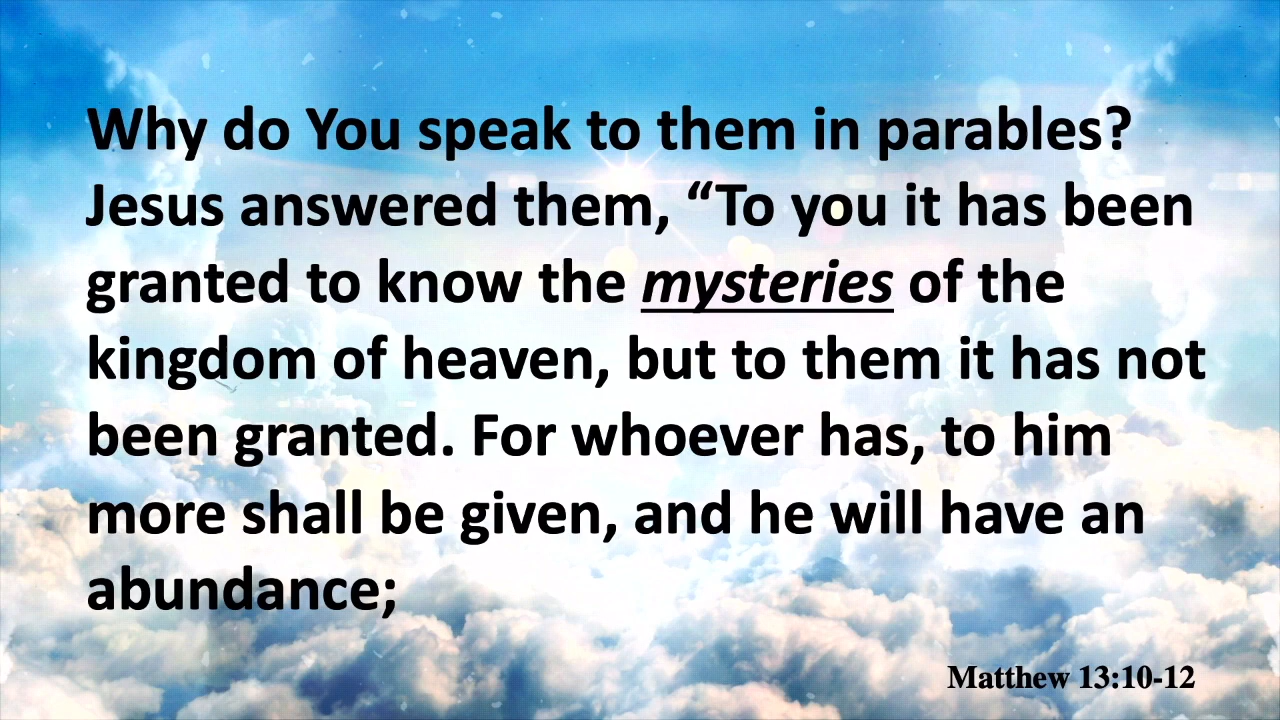 Why do You speak to them in parables?
Jesus answered them, “To you it has been
granted to know the mysteries of the
kingdom of heaven, but to them it has not
been granted. For whoever has, to him
more shall be given, and he will have an
abundance;
Matthew 13:10-12